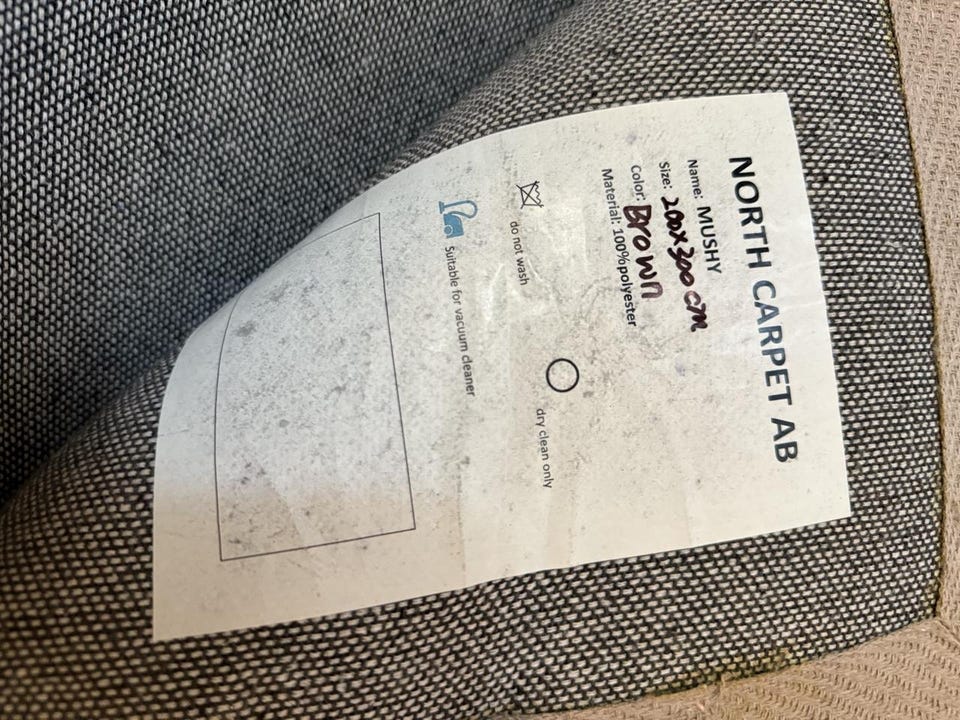 NORTH CARPET AB
Name: MUSHY
Size: 200X300 cm
Color: Brown
Material: 100%polyester
do not wash
dry clean only
Suitable for vacuum cleaner